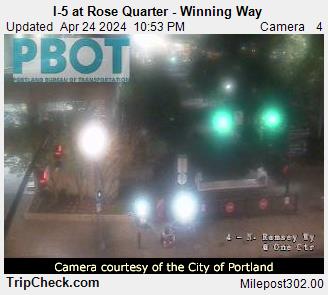 I-5 at Rose Quarter - Winning Way
Updated Apr 24 2024 10:53 PM Camera 4
PBOT
PORTLAND BUREAU OF TRANSPORTATION
4 - N. Ramsey Wy
@ One Ctr
Camera courtesy of the City of Portland
TripCheck.com Milepost302.00